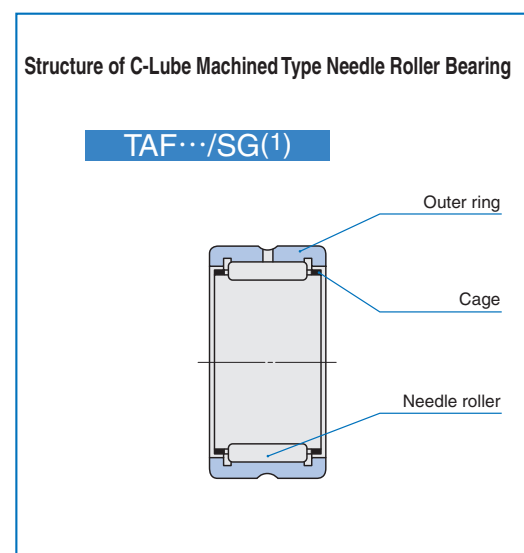 Structure of C-Lube Machined Type Needle Roller Bearing
TAF···/SG(1)
Outer ring
Cage
Needle roller